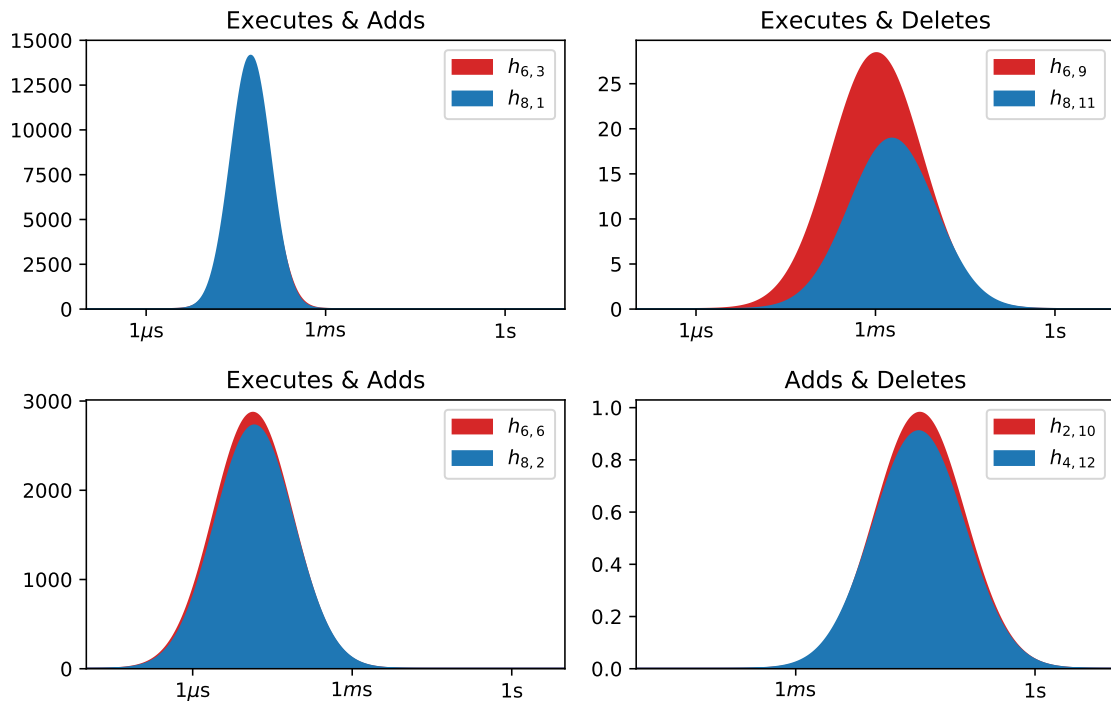 Executes & Adds
15000
12500
10000
7500
5000
2500
0
1μs
1ms
1s
h6,3
h8,1
Executes & Deletes
25
20
15
10
5
0
1μs
1ms
1s
h6,9
h8,11
Executes & Adds
3000
2000
1000
0
1μs
1ms
1s
h6,6
h8,2
Adds & Deletes
1.0
0.8
0.6
0.4
0.2
0.0
1ms
1s
h2,10
h4,12